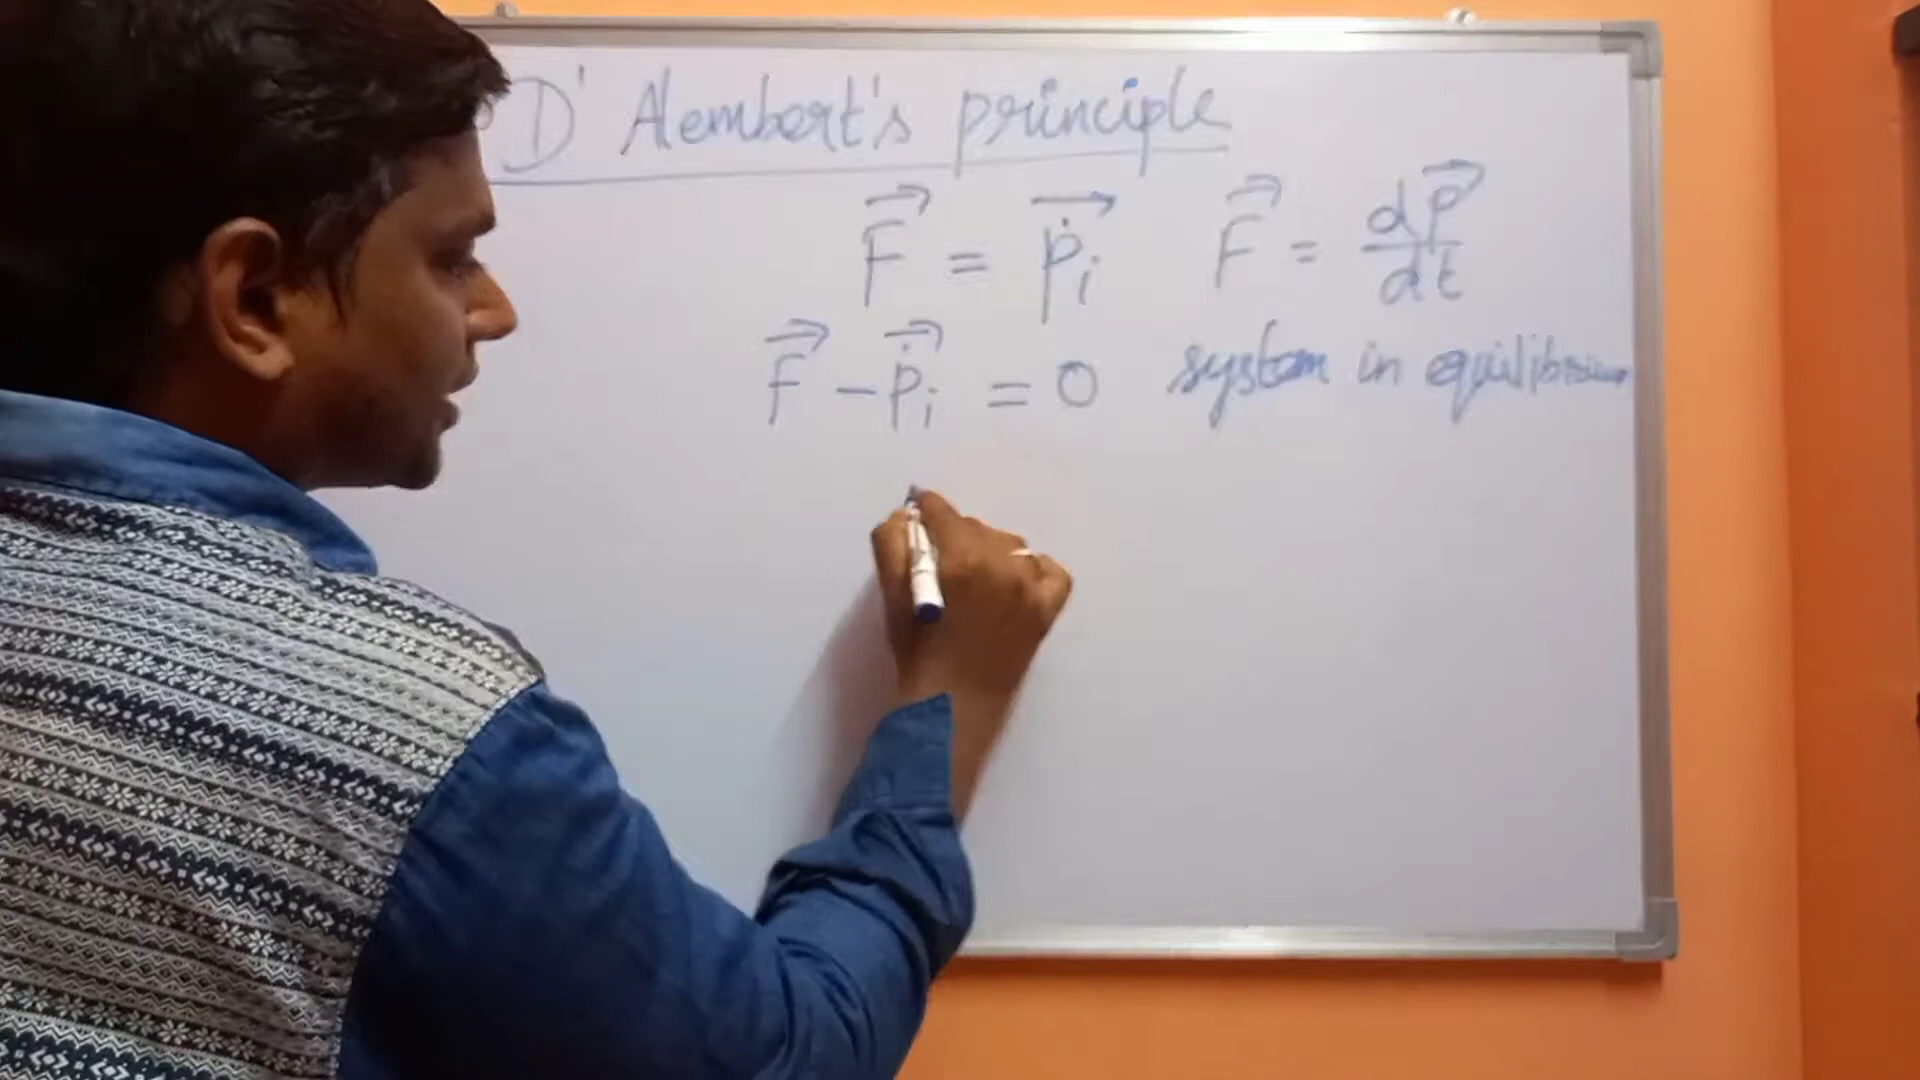 D'Alembert's principle
F⃗ = ṗ⃗ᵢ F⃗ = dp⃗/dt
F⃗ - ṗ⃗ᵢ = 0 system in equilibrium